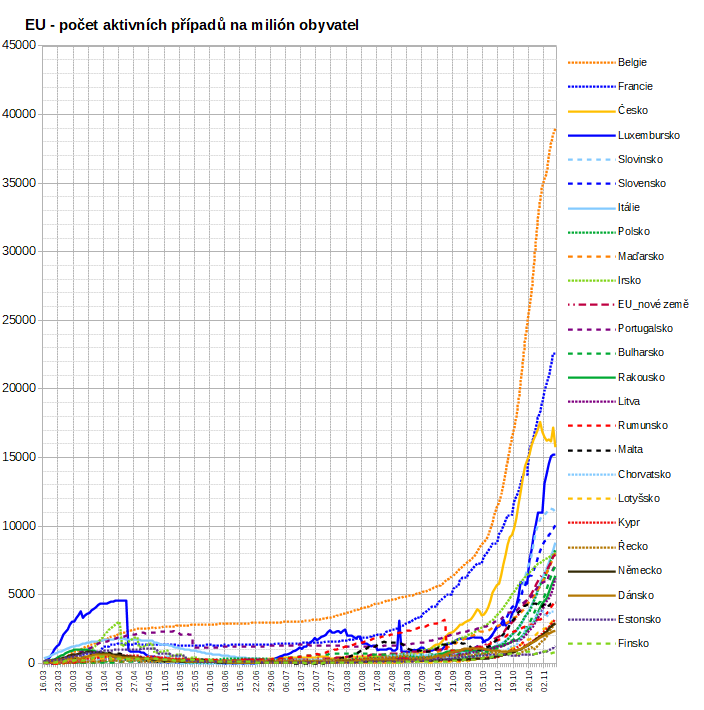 EU - počet aktivních případů na milión obyvatel
45000
40000
35000
30000
25000
20000
15000
10000
5000
0
Belgie
Francie
Česko
Luxembursko
Slovinsko
Slovensko
Itálie
Polsko
Maďarsko
Irsko
EU_nové země
Portugalsko
Bulharsko
Rakousko
Litva
Rumunsko
Malta
Chorvatsko
Lotyšsko
Kypr
Řecko
Německo
Dánsko
Estonsko
Finsko
16.03
23.03
30.03
06.04
13.04
20.04
27.04
04.05
11.05
18.05
25.05
01.06
08.06
15.06
22.06
29.06
06.07
13.07
20.07
27.07
03.08
10.08
17.08
24.08
31.08
07.09
14.09
21.09
28.09
05.10
12.10
19.10
26.10
02.11